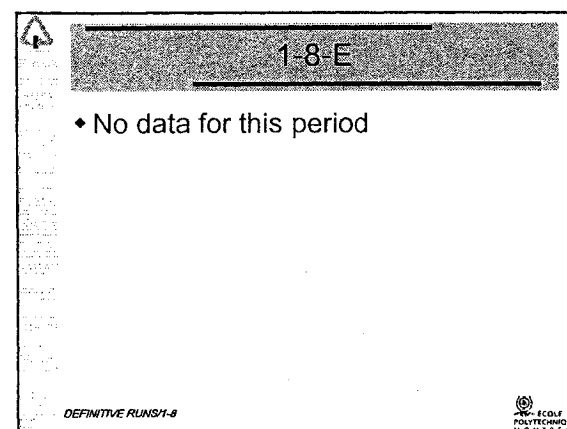 1-8-E
◆ No data for this period
DEFINITIVE RUNS/1-8
ÉCOLE
POLYTECHNIQ